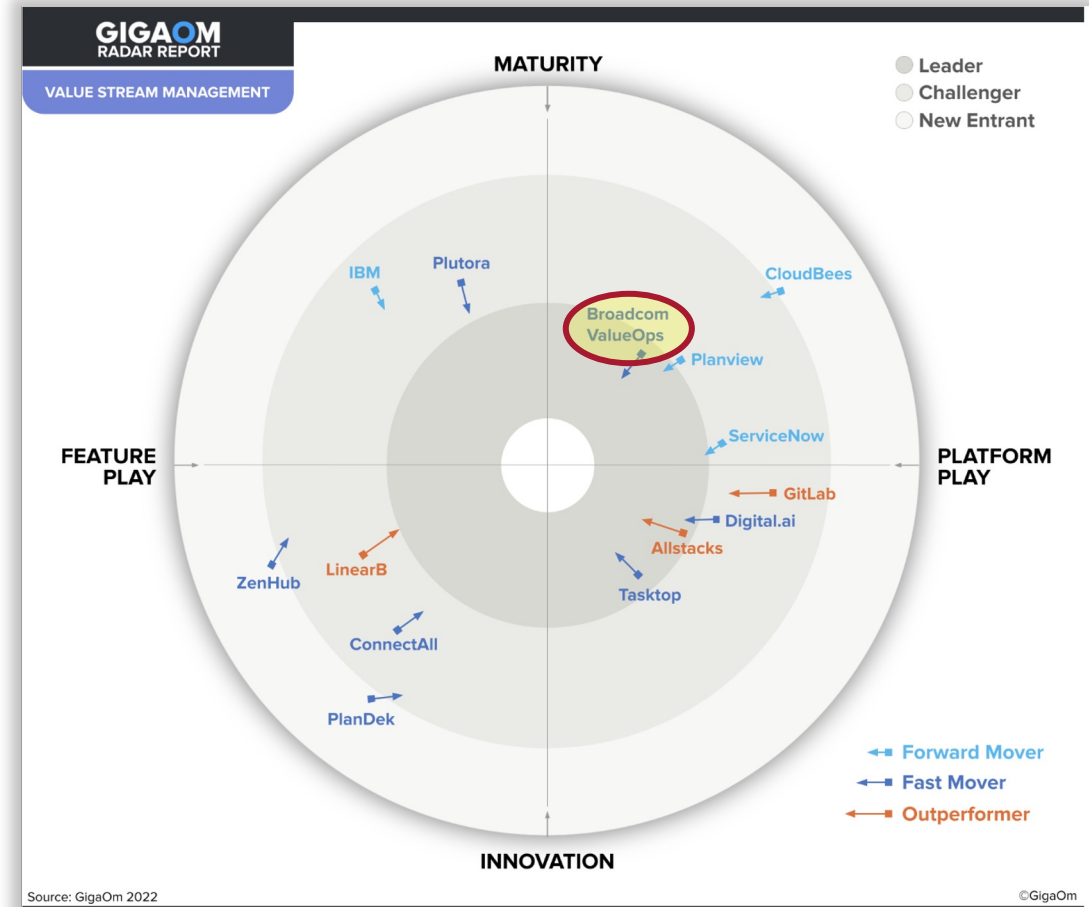 GIGAOM
RADAR REPORT
VALUE STREAM MANAGEMENT
MATURITY
Leader
Challenger
New Entrant
IBM
Plutora
CloudBees
Broadcom
ValueOps
Planview
ServiceNow
FEATURE
PLAY
PLATFORM
PLAY
GitLab
Digital.ai
Allstacks
LinearB
ZenHub
Tasktop
ConnectAll
PlanDek
Forward Mover
Fast Mover
Outperformer
INNOVATION
Source: GigaOm 2022
©GigaOm